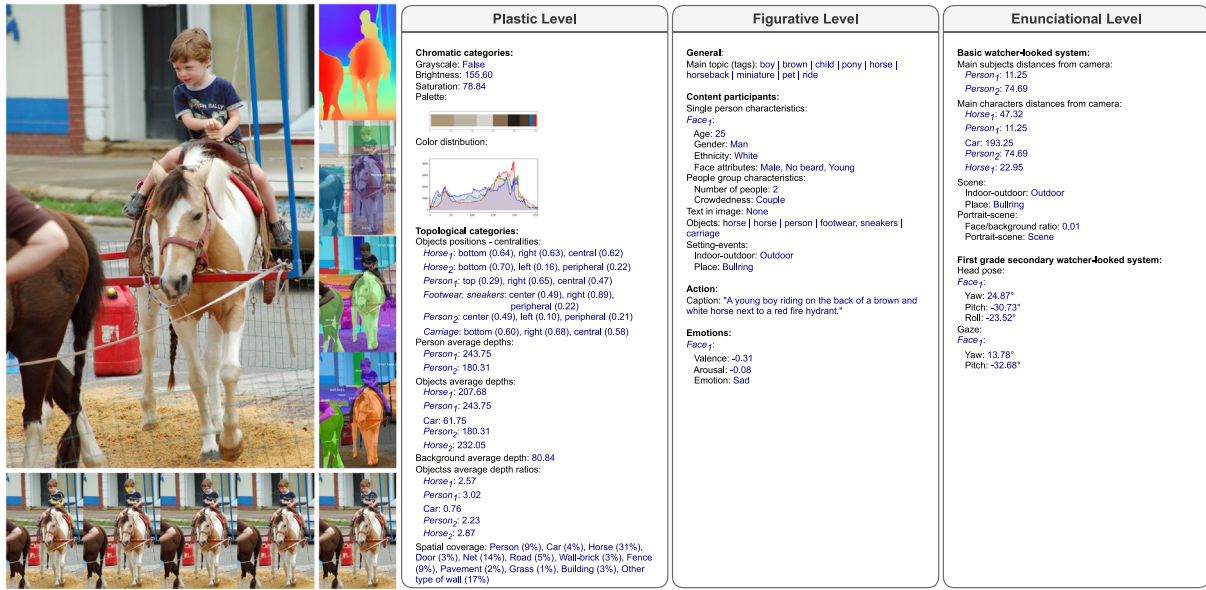 Plastic Level
Chromatic categories:
Grayscale: False
Brightness: 155.60
Saturation: 78.84
Palette:
Color distribution:
Topological categories:
Objects positions - centralities:
Horse1: bottom (0.64), right (0.63), central (0.62)
Horse2: bottom (0.70), left (0.16), peripheral (0.22)
Person1: top (0.29), right (0.65), central (0.47)
Footwear, sneakers: center (0.49), right (0.89),
peripheral (0.22)
Person2: center (0.49), left (0.10), peripheral (0.21)
Carriage: bottom (0.60), right (0.68), central (0.58)
Person average depths:
Person1: 243.75
Person2: 180.31
Objects average depths:
Horse1: 207.68
Person1: 243.75
Car: 61.75
Person2: 180.31
Horse2: 232.05
Background average depth: 80.84
Objectss average depth ratios:
Horse1: 2.57
Person1: 3.02
Car: 0.76
Person2: 2.23
Horse2: 2.87
Spatial coverage: Person (9%), Car (4%), Horse (31%),
Door (3%), Net (14%), Road (5%), Wall-brick (3%), Fence
(9%), Pavement (2%), Grass (1%), Building (3%), Other
type of wall (17%)
Figurative Level
General:
Main topic (tags): boy | brown | child | pony | horse |
horseback | miniature | pet | ride
Content participants:
Single person characteristics:
Face1:
Age: 25
Gender: Man
Ethnicity: White
Face attributes: Male, No beard, Young
People group characteristics:
Number of people: 2
Crowdedness: Couple
Text in image: None
Objects: horse | horse | person | footwear, sneakers |
carriage
Setting-events:
Indoor-outdoor: Outdoor
Place: Bullring
Action:
Caption: "A young boy riding on the back of a brown and
white horse next to a red fire hydrant."
Emotions:
Face1:
Valence: -0.31
Arousal: -0.08
Emotion: Sad
Enunciational Level
Basic watcher-looked system:
Main subjects distances from camera:
Person1: 11.25
Person2: 74.69
Main characters distances from camera:
Horse1: 47.32
Person1: 11.25
Car: 193.25
Person2: 74.69
Horse1: 22.95
Scene:
Indoor-outdoor: Outdoor
Place: Bullring
Portrait-scene:
Face/background ratio: 0.01
Portrait-scene: Scene
First grade secondary watcher-looked system:
Head pose:
Face1:
Yaw: 24.87°
Pitch: -30.73°
Roll: -23.52°
Gaze:
Face1:
Yaw: 13.78°
Pitch: -32.68°